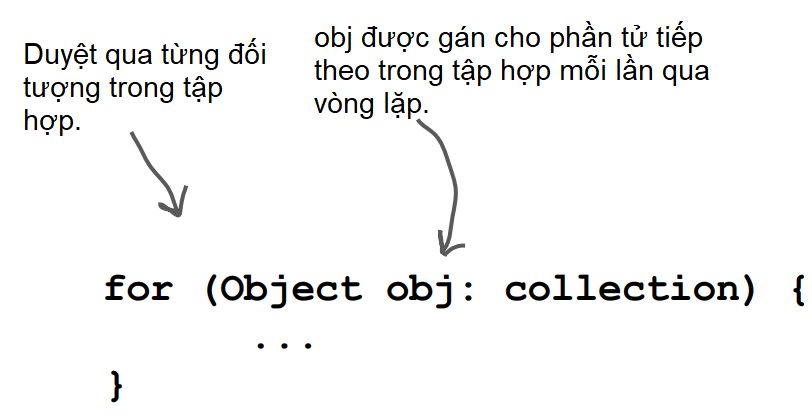 Duyệt qua từng đối
tượng trong tập
hợp.
obj được gán cho phần tử tiếp
theo trong tập hợp mỗi lần qua
vòng lặp.
for (Object obj: collection) {
...
}